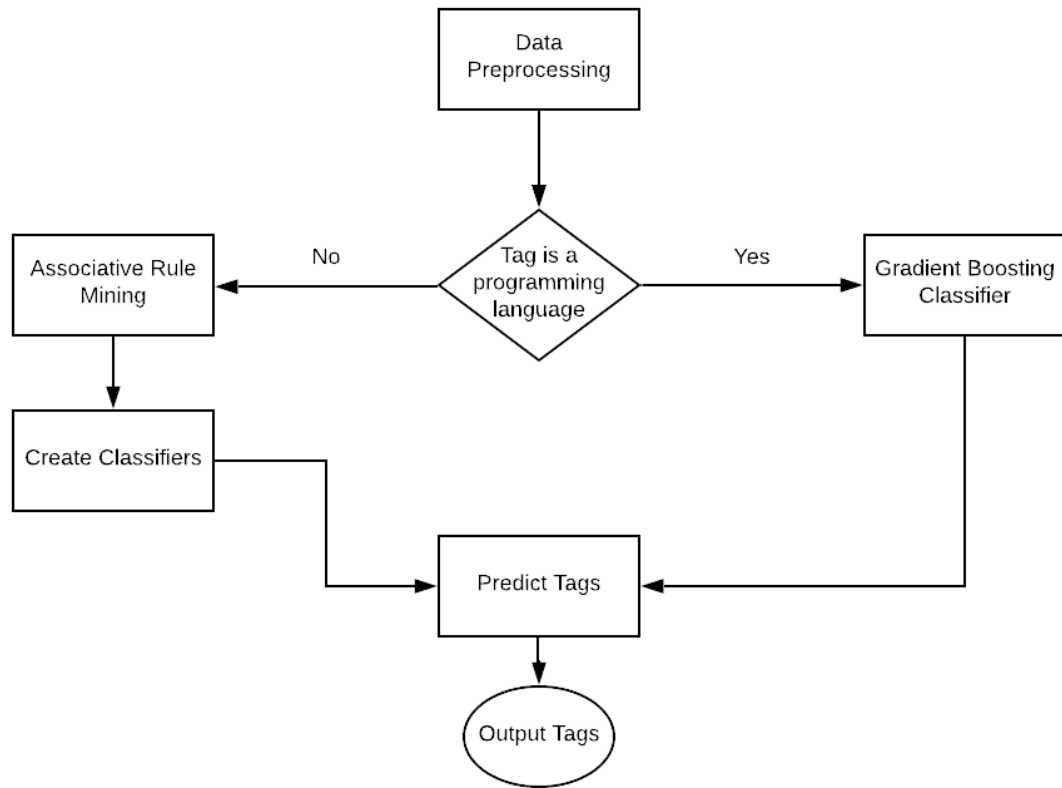 Data
Preprocessing
No
Tag is a
programming
language
Yes
Associative Rule
Mining
Gradient Boosting
Classifier
Create Classifiers
Predict Tags
Output Tags